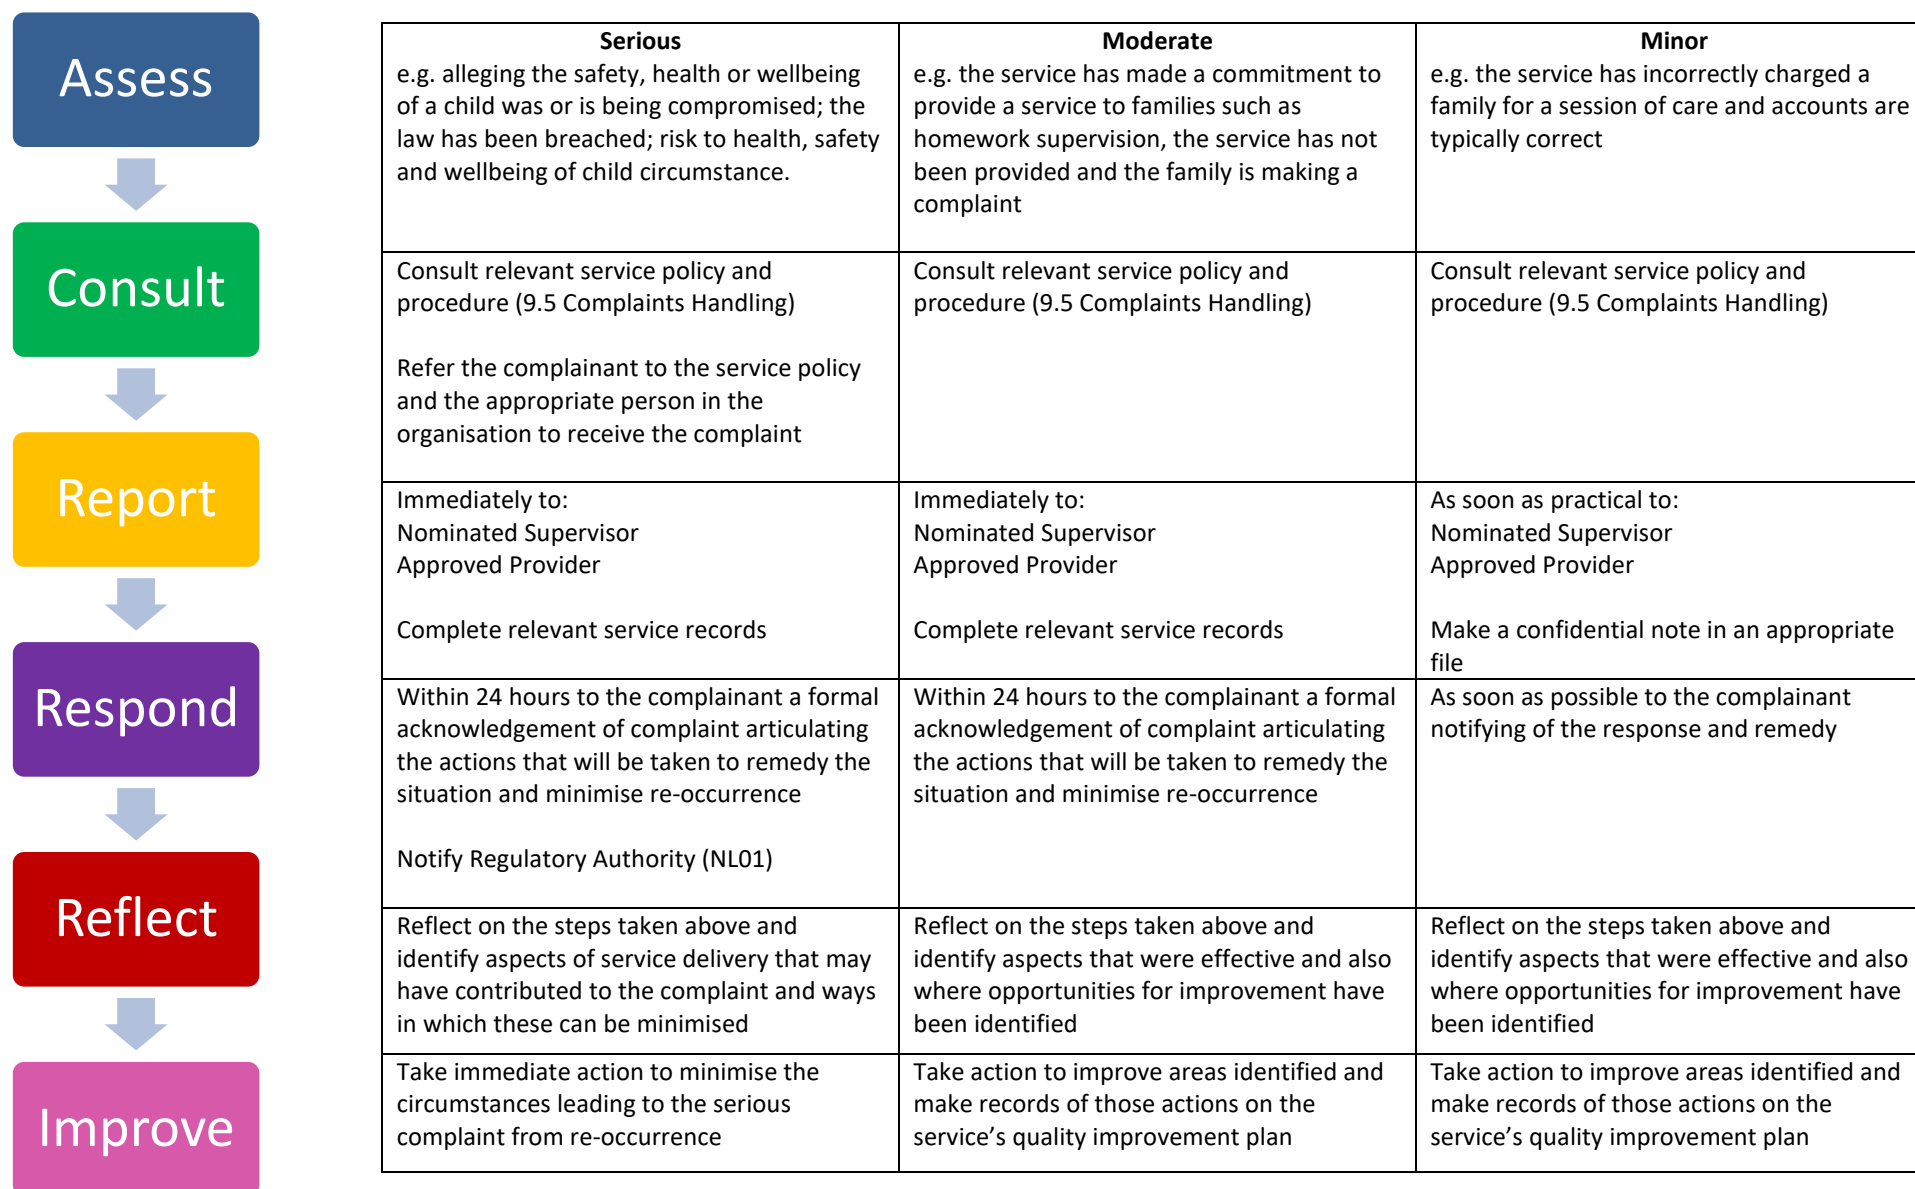 Assess
Consult
Report
Respond
Reflect
Improve
Serious
e.g. alleging the safety, health or wellbeing
of a child was or is being compromised; the
law has been breached; risk to health, safety
and wellbeing of child circumstance.
Moderate
e.g. the service has made a commitment to
provide a service to families such as
homework supervision, the service has not
been provided and the family is making a
complaint
Minor
e.g. the service has incorrectly charged a
family for a session of care and accounts are
typically correct
Consult relevant service policy and
procedure (9.5 Complaints Handling)
Refer the complainant to the service policy
and the appropriate person in the
organisation to receive the complaint
Consult relevant service policy and
procedure (9.5 Complaints Handling)
Consult relevant service policy and
procedure (9.5 Complaints Handling)
Immediately to:
Nominated Supervisor
Approved Provider
Complete relevant service records
Immediately to:
Nominated Supervisor
Approved Provider
Complete relevant service records
As soon as practical to:
Nominated Supervisor
Approved Provider
Make a confidential note in an appropriate
file
Within 24 hours to the complainant a formal
acknowledgement of complaint articulating
the actions that will be taken to remedy the
situation and minimise re-occurrence
Notify Regulatory Authority (NL01)
Within 24 hours to the complainant a formal
acknowledgement of complaint articulating
the actions that will be taken to remedy the
situation and minimise re-occurrence
As soon as possible to the complainant
notifying of the response and remedy
Reflect on the steps taken above and
identify aspects of service delivery that may
have contributed to the complaint and ways
in which these can be minimised
Reflect on the steps taken above and
identify aspects that were effective and also
where opportunities for improvement have
been identified
Reflect on the steps taken above and
identify aspects that were effective and also
where opportunities for improvement have
been identified
Take immediate action to minimise the
circumstances leading to the serious
complaint from re-occurrence
Take action to improve areas identified and
make records of those actions on the
service’s quality improvement plan
Take action to improve areas identified and
make records of those actions on the
service’s quality improvement plan